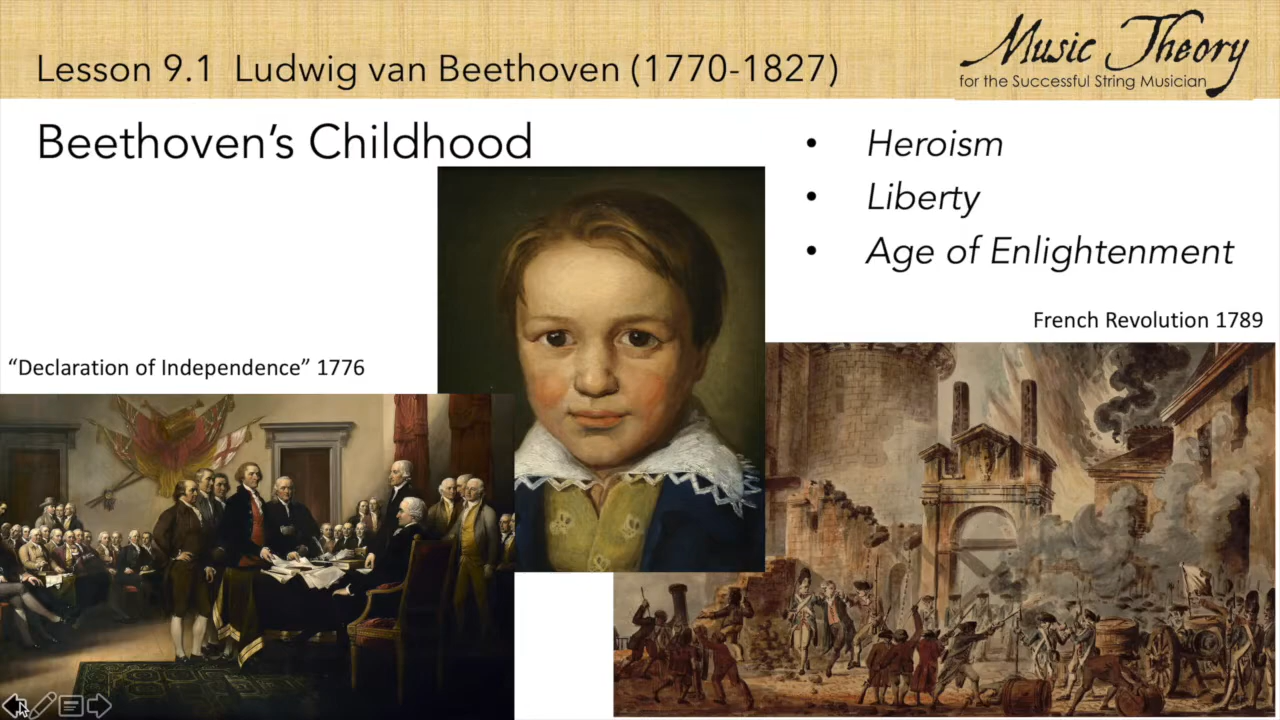 Lesson 9.1 Ludwig van Beethoven (1770-1827)
Music Theory
for the Successful String Musician
Beethoven’s Childhood
• Heroism
• Liberty
• Age of Enlightenment
French Revolution 1789
“Declaration of Independence” 1776